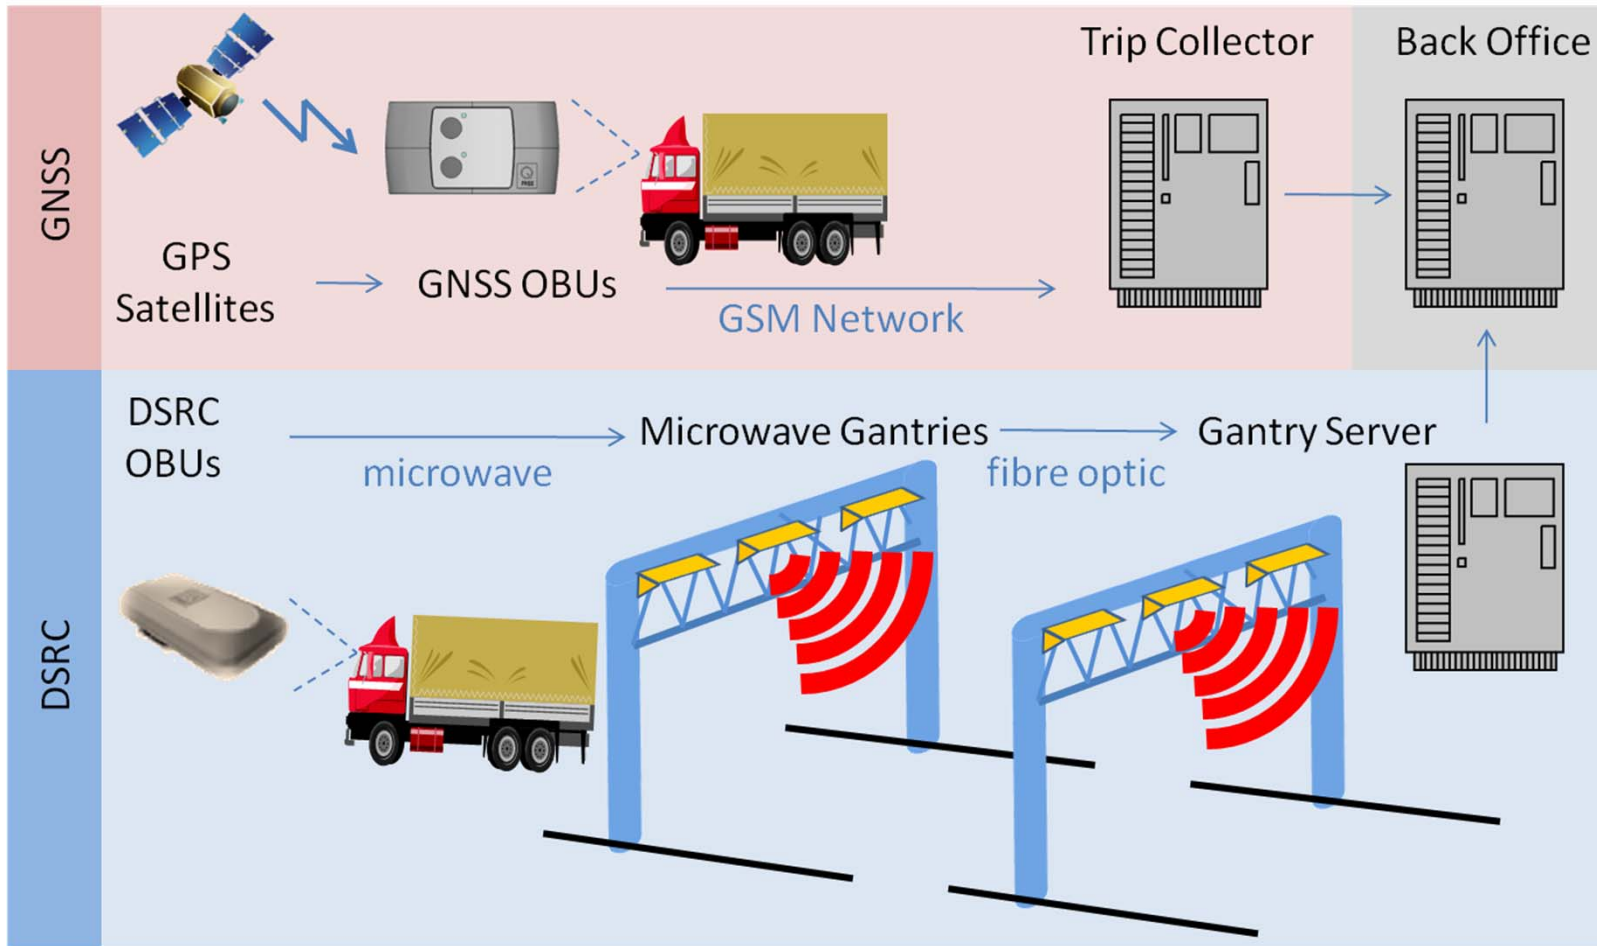 GNSS
Trip Collector
Back Office
GPS
Satellites
GNSS OBUs
GSM Network
DSRC
DSRC
OBUs
microwave
Microwave Gantries
fibre optic
Gantry Server